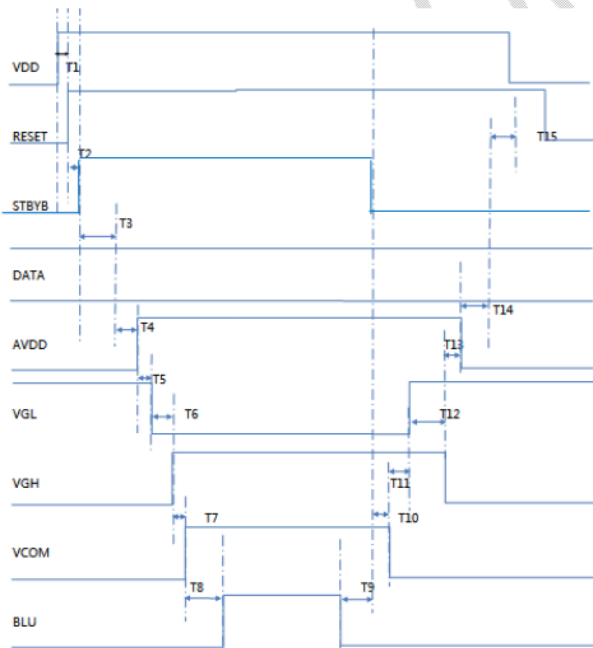 VDD
T1
RESET
T15
T2
STBYB
T3
DATA
T14
T4
AVDD
T13
T5
VGL
T6
T12
VGH
T11
T7
T10
VCOM
T8
T9
BLU